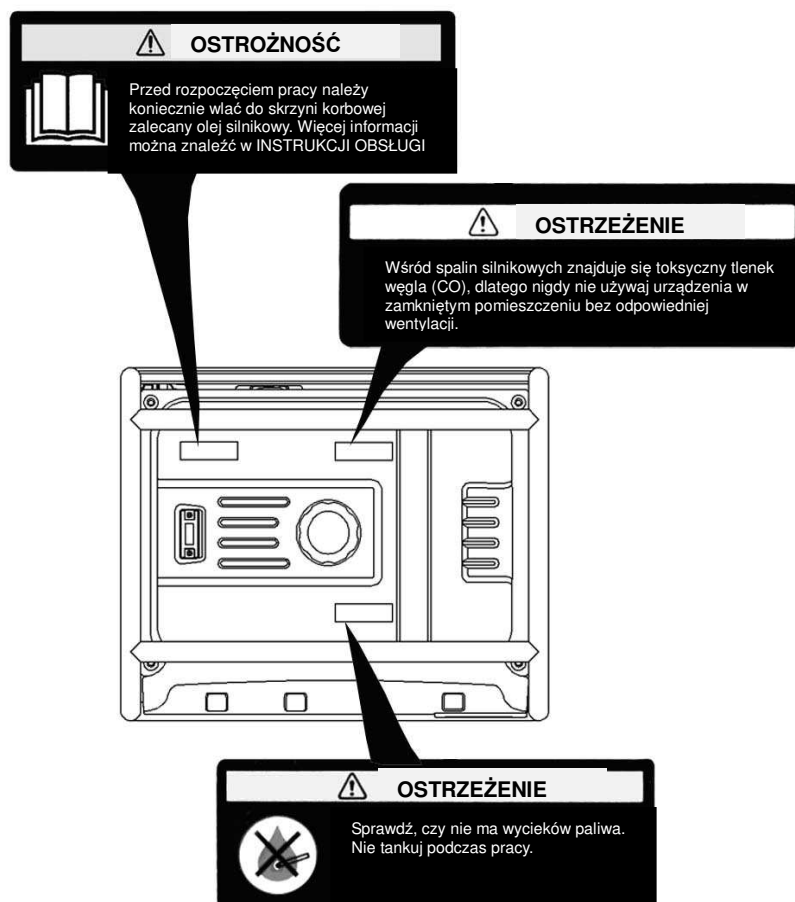 OSTROŻNOŚĆ
Przed rozpoczęciem pracy należy
koniecznie wlać do skrzyni korbowej
zalecany olej silnikowy. Więcej informacji
można znaleźć w INSTRUKCJI OBSŁUGI
OSTRZEŻENIE
Wśród spalin silnikowych znajduje się toksyczny tlenek
węgla (CO), dlatego nigdy nie używaj urządzenia w
zamkniętym pomieszczeniu bez odpowiedniej
wentylacji.
OSTRZEŻENIE
Sprawdź, czy nie ma wycieków paliwa.
Nie tankuj podczas pracy.